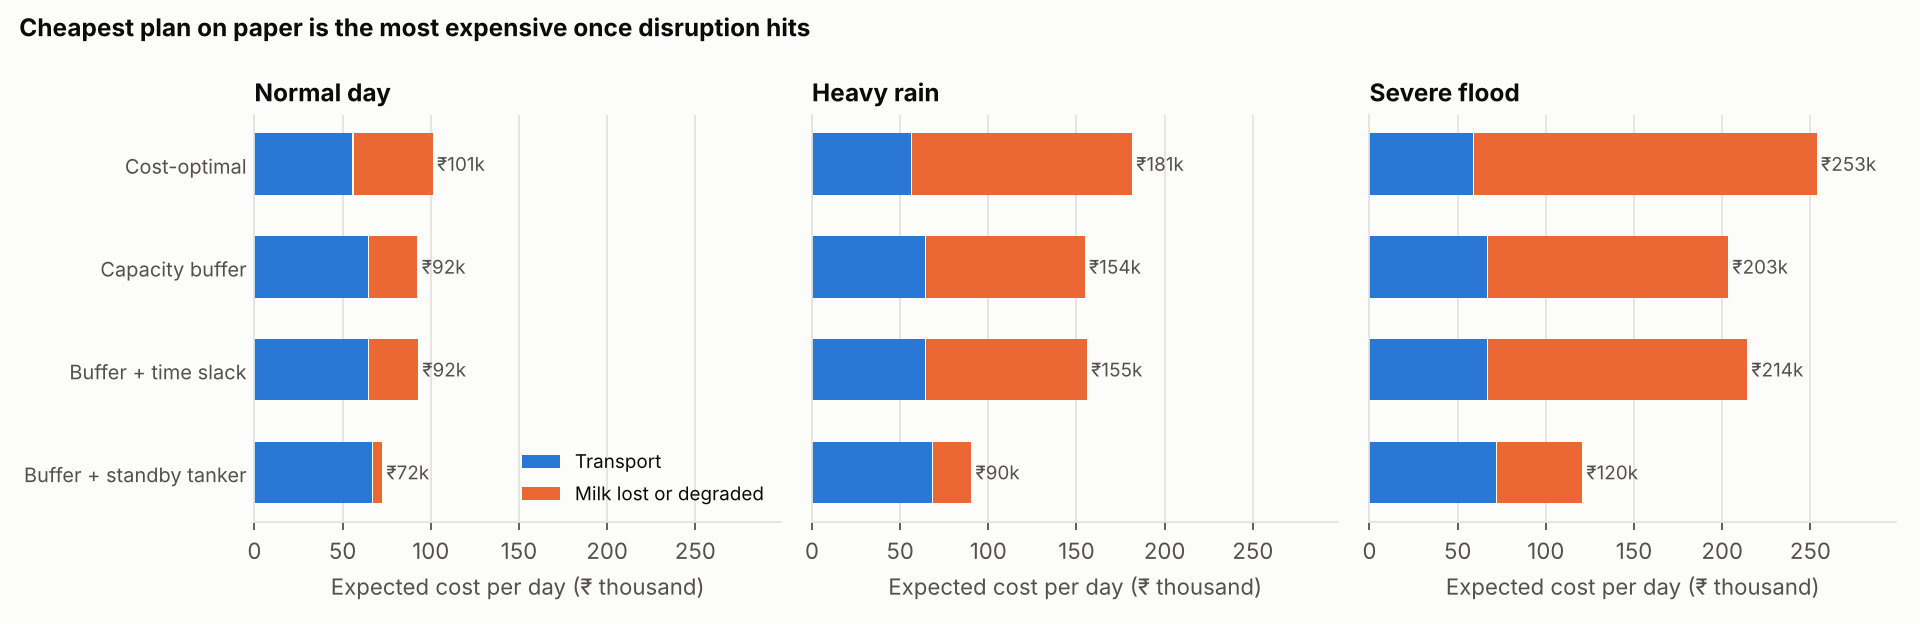 Cheapest plan on paper is the most expensive once disruption hits
Normal day
Cost-optimal
₹101k
Capacity buffer
₹92k
Buffer + time slack
₹92k
Buffer + standby tanker
₹72k
Transport
Milk lost or degraded
0 50 100 150 200 250
Expected cost per day (₹ thousand)
Heavy rain
₹181k
₹154k
₹155k
₹90k
0 50 100 150 200 250
Expected cost per day (₹ thousand)
Severe flood
₹253k
₹203k
₹214k
₹120k
0 50 100 150 200 250
Expected cost per day (₹ thousand)